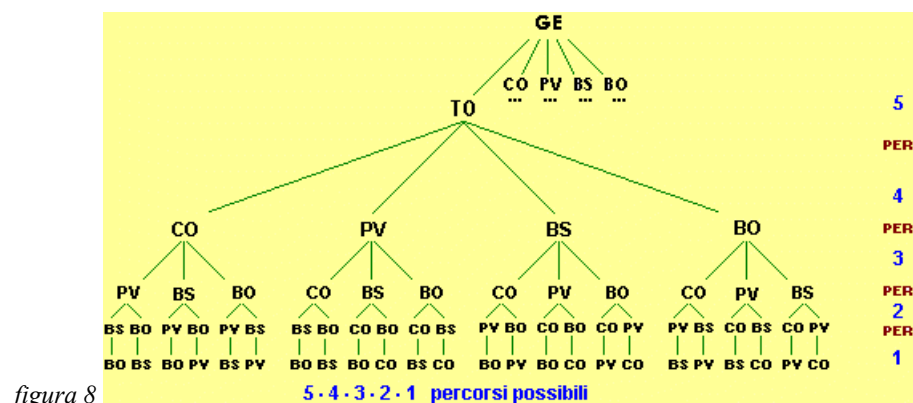 GE
CO PV BS BO
... ... ... ...
TO 5
PER
4
CO PV BS BO PER
3
PV BS BO CO BS BO CO PV BO CO PV BS PER
2
BS BO PV BO PV BS BS BO CO BO CO BS PV BO CO BO CO PV PV BS CO BS CO PV PER
BO BS BO PV BS PV BO BS BO CO BS CO BO PV BO CO PV CO BS PV BS CO PV CO 1
figura 8 5 · 4 · 3 · 2 · 1 percorsi possibili